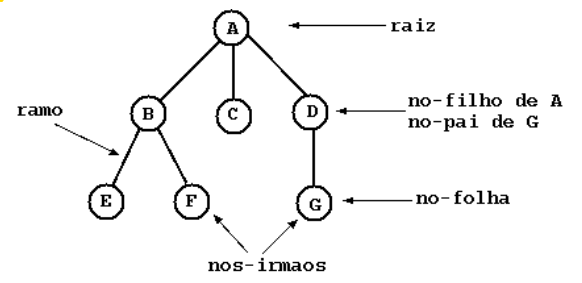 A
raiz
ramo
B
C
D
no-filho de A
no-pai de G
E
F
G
no-folha
nos-irmaos